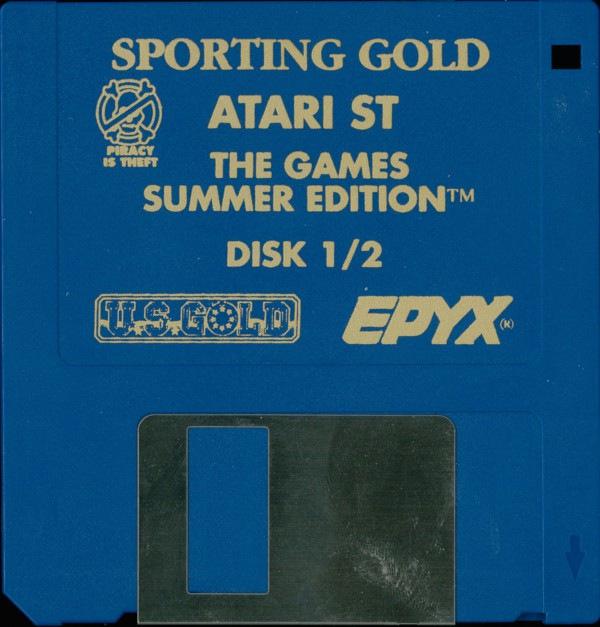 SPORTING GOLD
ATARI ST
PIRACY
IS THEFT
THE GAMES
SUMMER EDITION™
DISK 1/2
U.S. GOLD
EPYX (R)